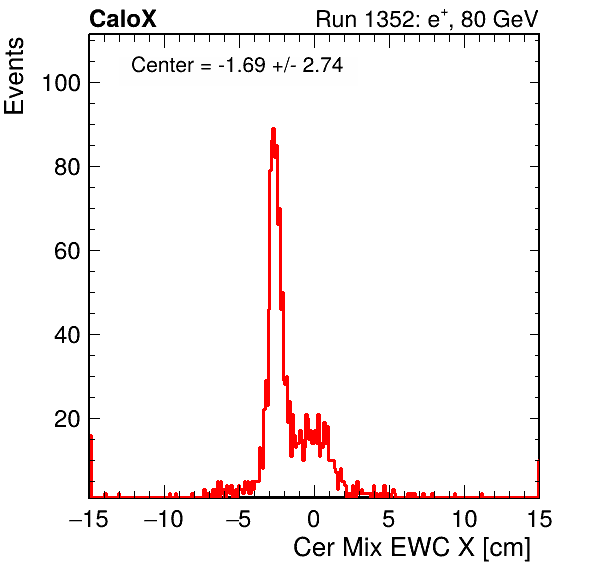 CaloX Run 1352: e+, 80 GeV
Center = -1.69 +/- 2.74
Events
100
80
60
40
20
−15 −10 −5 0 5 10 15
Cer Mix EWC X [cm]